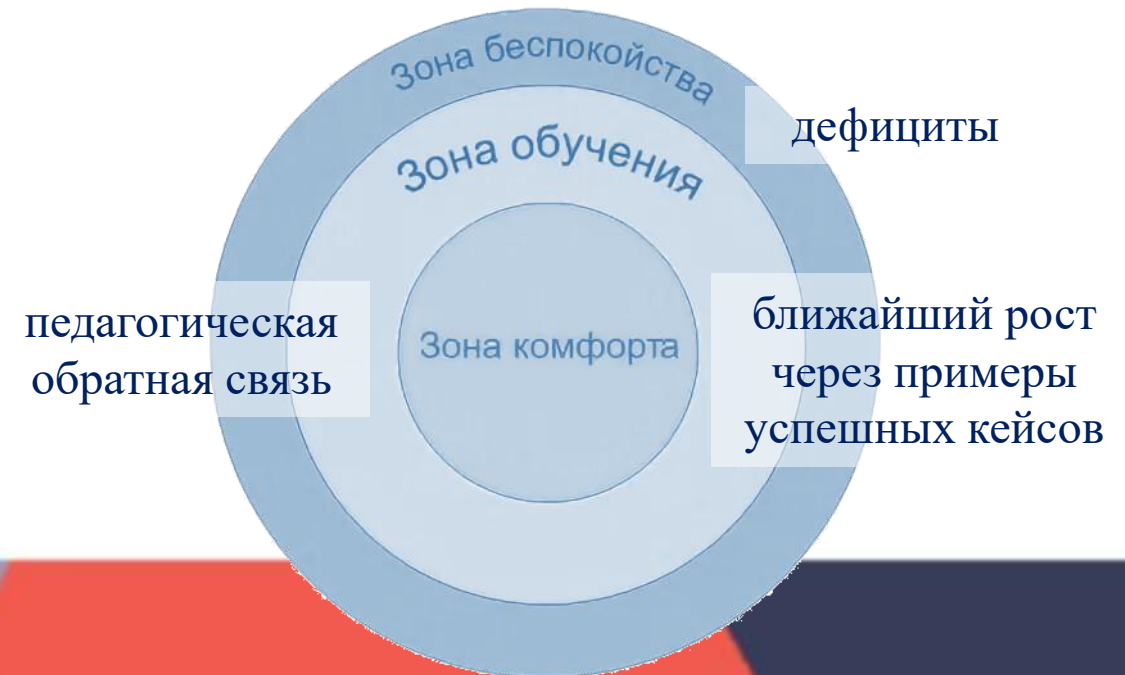 Зона беспокойства
дефициты
Зона обучения
педагогическая
обратная связь
Зона комфорта
ближайший рост
через примеры
успешных кейсов